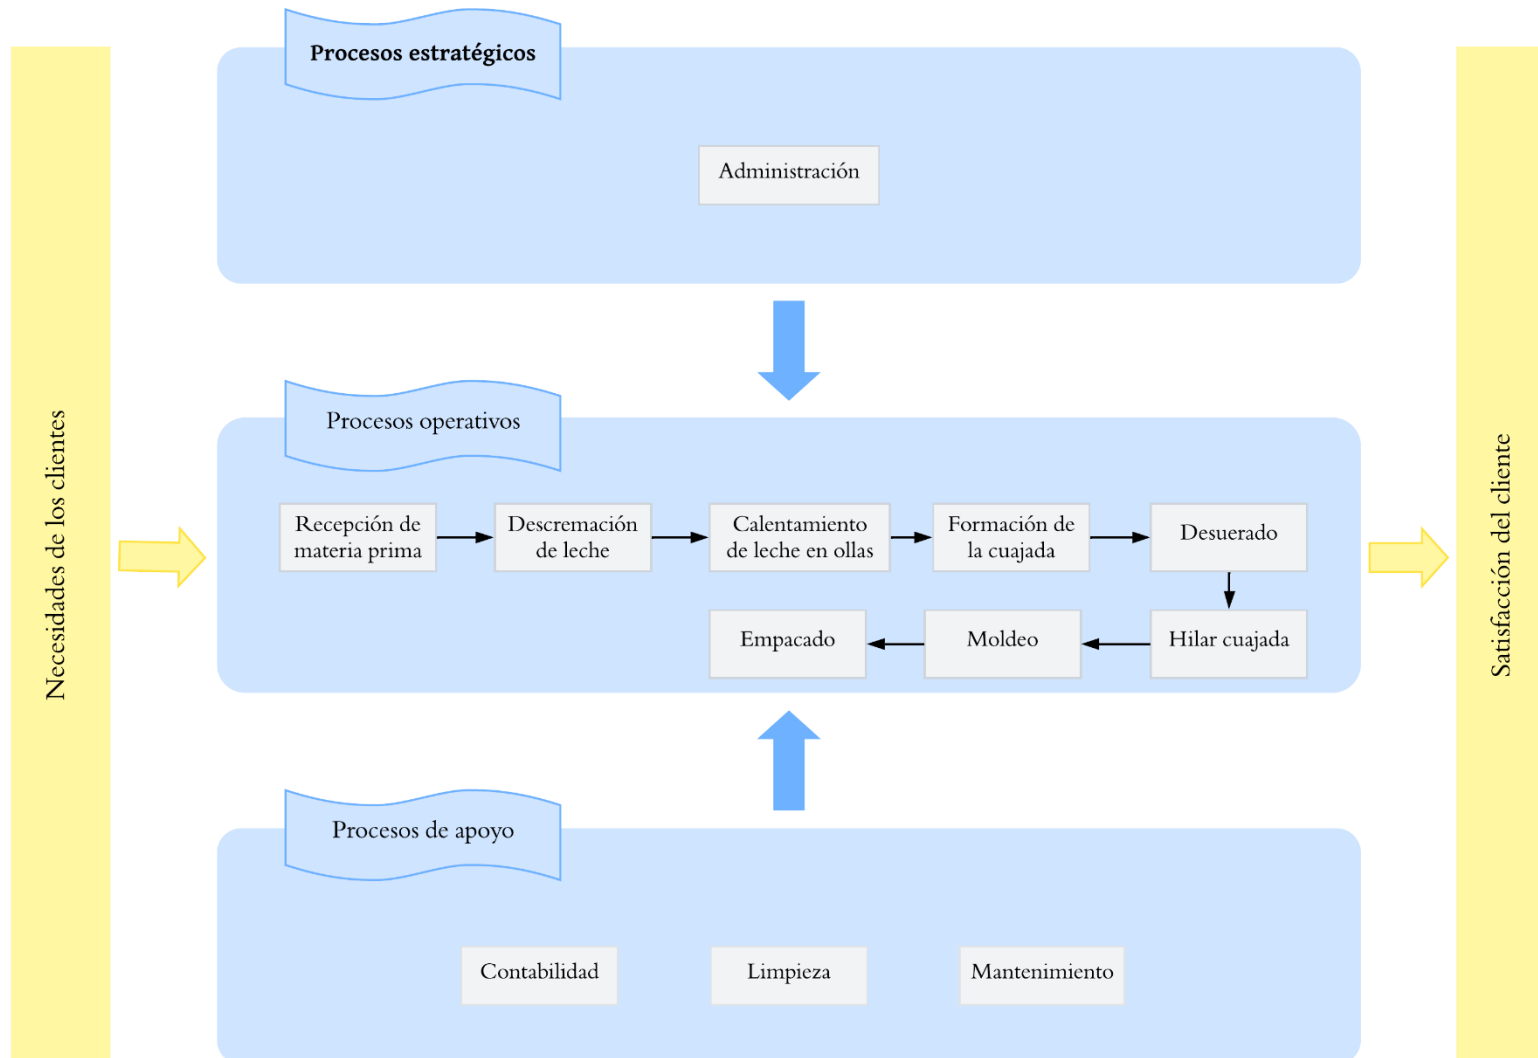 Procesos estratégicos
Administración
Necesidades de los clientes
Procesos operativos
Recepción de
materia prima
Descremación
de leche
Calentamiento
de leche en ollas
Formación de
la cuajada
Desuerado
Hilar cuajada
Moldeo
Empacado
Satisfacción del cliente
Procesos de apoyo
Contabilidad
Limpieza
Mantenimiento